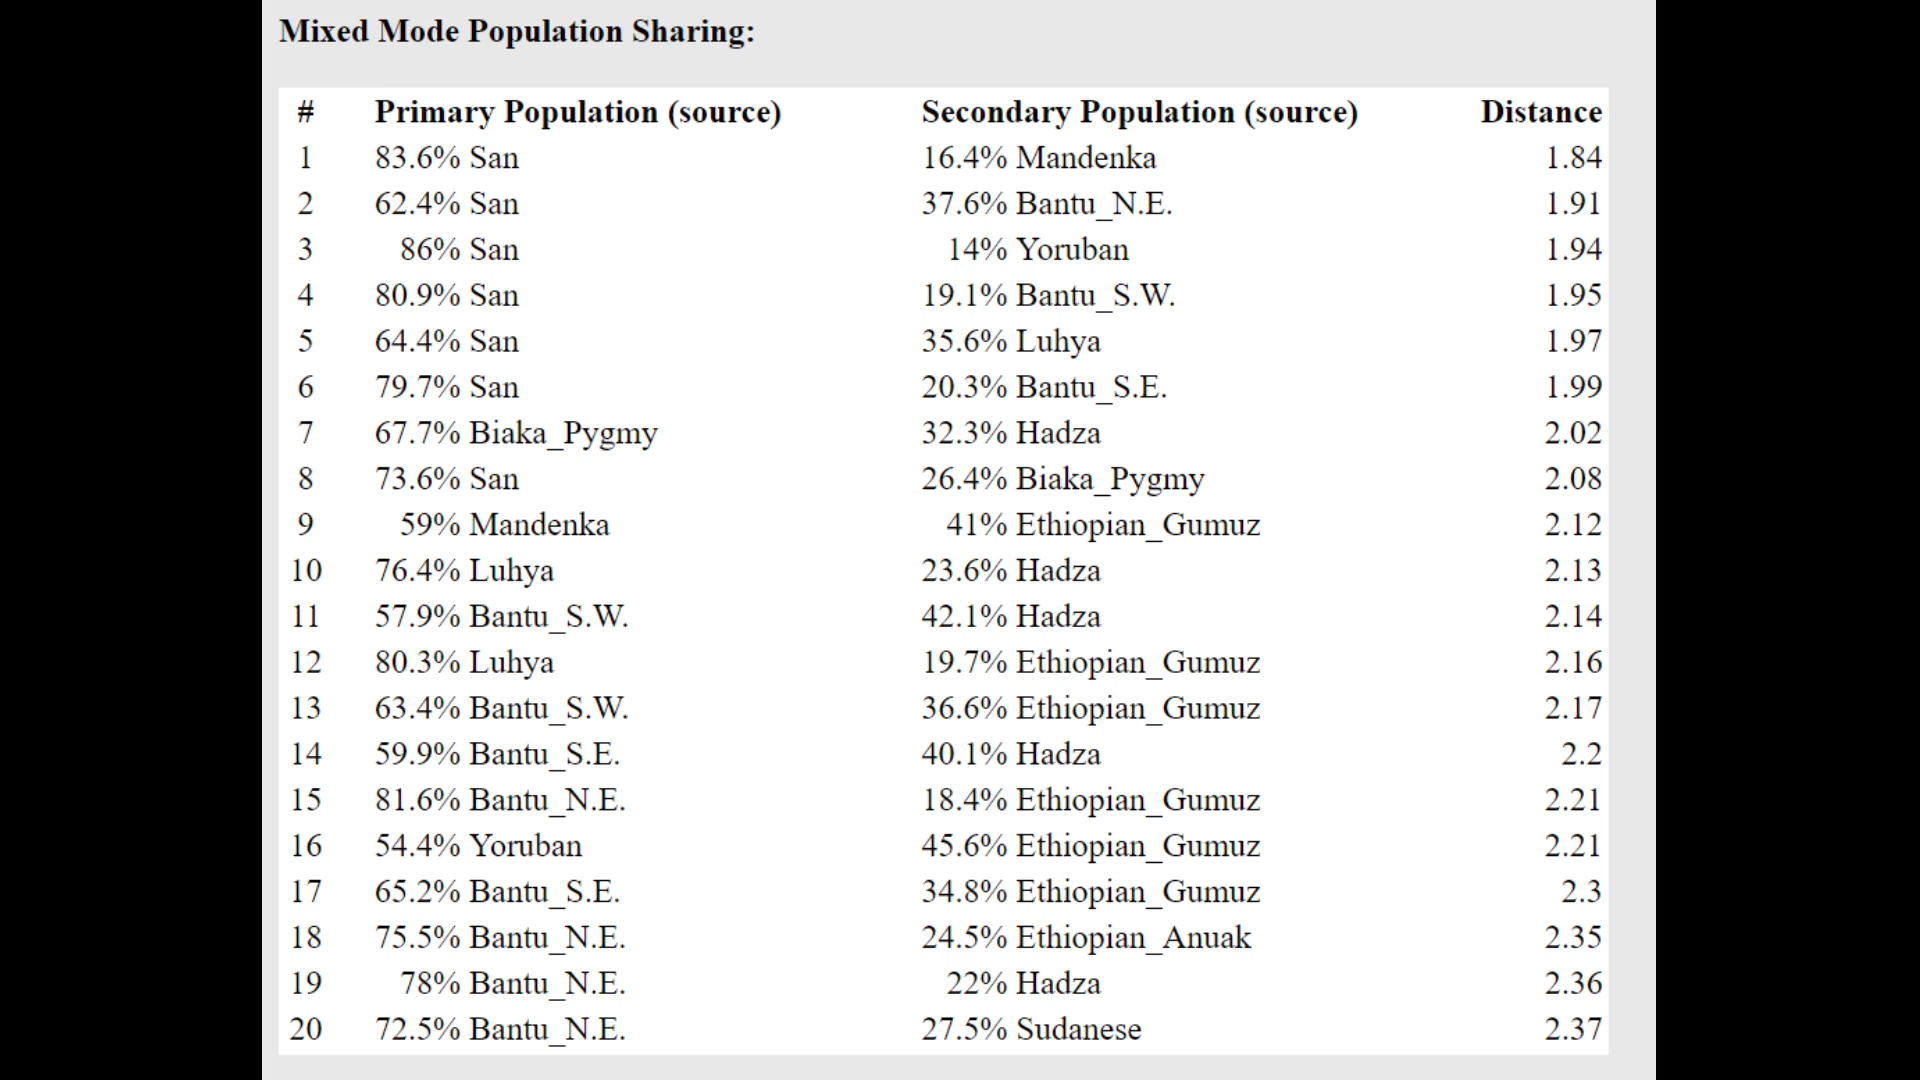 Mixed Mode Population Sharing:
# Primary Population (source) Secondary Population (source) Distance
1 83.6% San 16.4% Mandenka 1.84
2 62.4% San 37.6% Bantu_N.E. 1.91
3 86% San 14% Yoruban 1.94
4 80.9% San 19.1% Bantu_S.W. 1.95
5 64.4% San 35.6% Luhya 1.97
6 79.7% San 20.3% Bantu_S.E. 1.99
7 67.7% Biaka_Pygmy 32.3% Hadza 2.02
8 73.6% San 26.4% Biaka_Pygmy 2.08
9 59% Mandenka 41% Ethiopian_Gumuz 2.12
10 76.4% Luhya 23.6% Hadza 2.13
11 57.9% Bantu_S.W. 42.1% Hadza 2.14
12 80.3% Luhya 19.7% Ethiopian_Gumuz 2.16
13 63.4% Bantu_S.W. 36.6% Ethiopian_Gumuz 2.17
14 59.9% Bantu_S.E. 40.1% Hadza 2.2
15 81.6% Bantu_N.E. 18.4% Ethiopian_Gumuz 2.21
16 54.4% Yoruban 45.6% Ethiopian_Gumuz 2.21
17 65.2% Bantu_S.E. 34.8% Ethiopian_Gumuz 2.3
18 75.5% Bantu_N.E. 24.5% Ethiopian_Anuak 2.35
19 78% Bantu_N.E. 22% Hadza 2.36
20 72.5% Bantu_N.E. 27.5% Sudanese 2.37